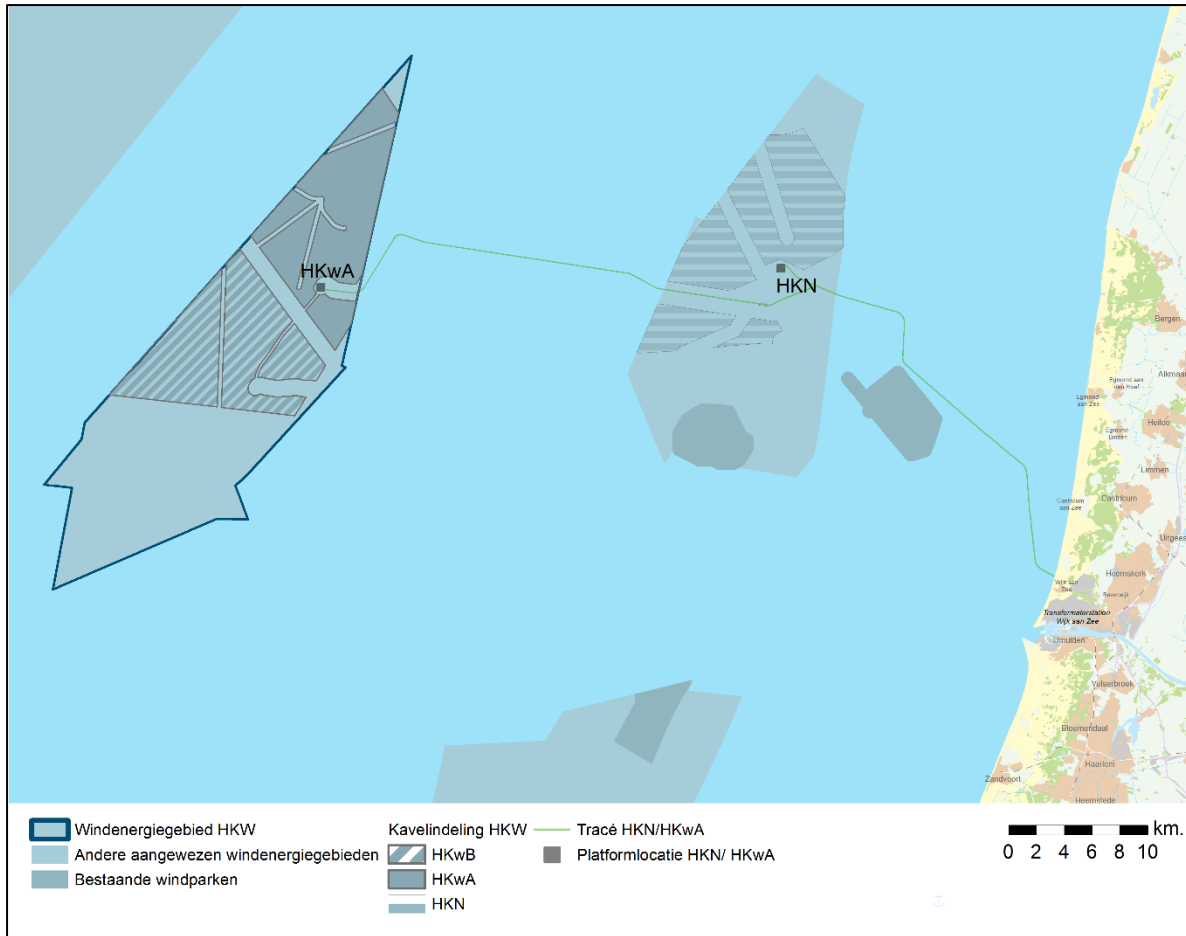 HKwA
HKN
Bergen
Alkmaar
Egmond aan den Hoef
Egmond aan Zee
Heiloo
Egmond-Binnen
Limmen
Castricum aan Zee
Castricum
Uitgeest
Heemskerk
Wijk aan Zee
Beverwijk
Transformatorstation
Wijk aan Zee
IJmuiden
Velserbroek
Bloemendaal
Haarlem
Zandvoort
Heemstede
Windenergiegebied HKW
Andere aangewezen windenergiegebieden
Bestaande windparken
Kavelindeling HKW
HKwB
HKwA
HKN
Tracé HKN/HKwA
Platformlocatie HKN/ HKwA
km.
0 2 4 6 8 10